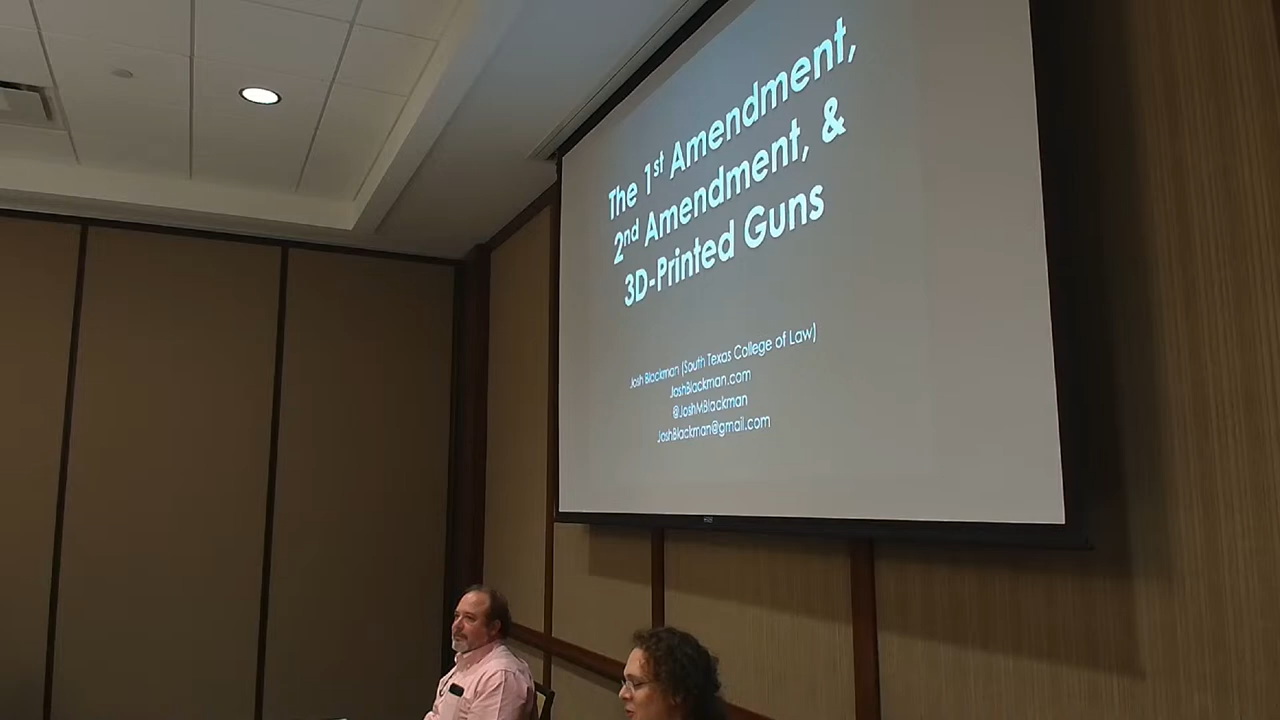 The 1st Amendment,
2nd Amendment, &
3D-Printed Guns
Josh Blackman (South Texas College of Law)
JoshBlackman.com
@JoshMBlackman
JoshBlackman@gmail.com